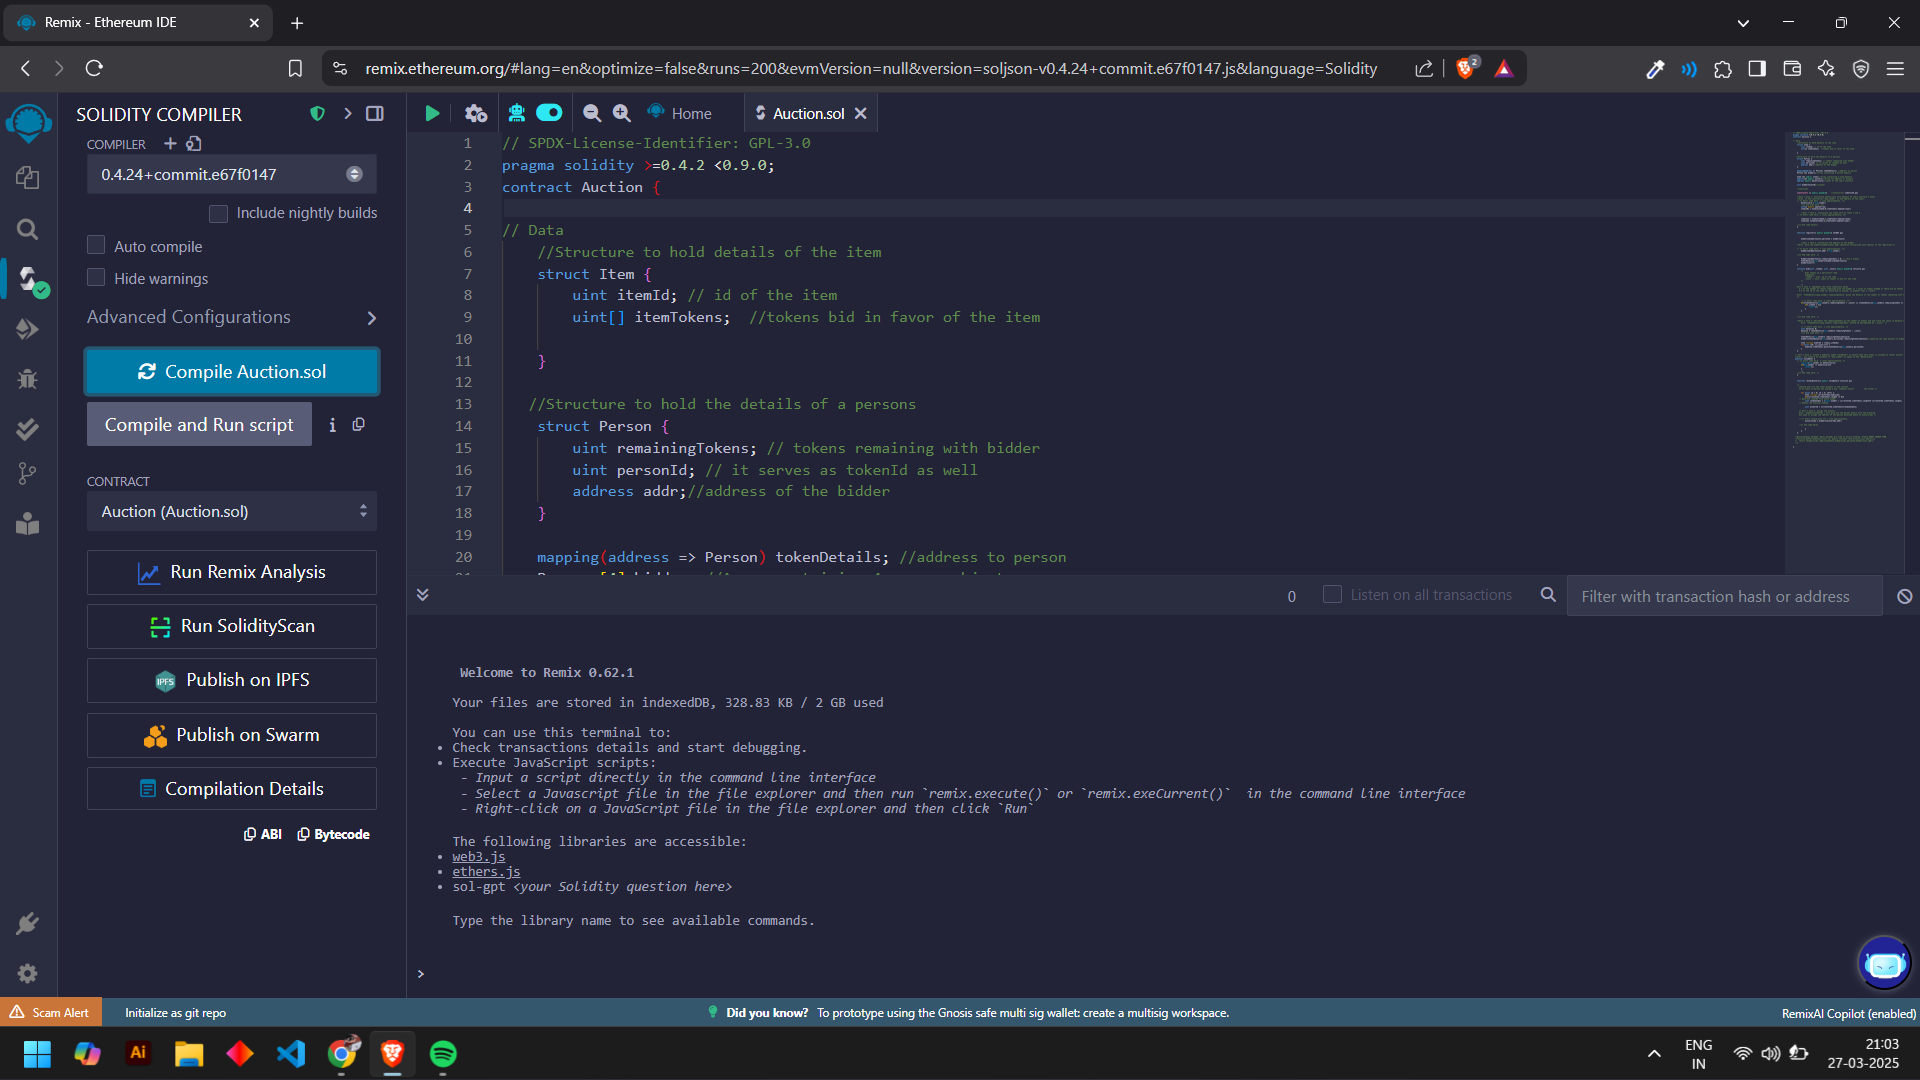 Remix - Ethereum IDE
remix.ethereum.org/#lang=en&optimize=false&runs=200&evmVersion=null&version=soljson-v0.4.24+commit.e67f0147.js&language=Solidity
2
SOLIDITY COMPILER
COMPILER
0.4.24+commit.e67f0147
Include nightly builds
Auto compile
Hide warnings
Advanced Configurations
Compile Auction.sol
Compile and Run script
CONTRACT
Auction (Auction.sol)
Run Remix Analysis
Run SolidityScan
IPFS
Publish on IPFS
Publish on Swarm
Compilation Details
ABI
Bytecode
Home
Auction.sol
1 // SPDX-License-Identifier: GPL-3.0
2 pragma solidity >=0.4.2 <0.9.0;
3 contract Auction {
4
5 // Data
6 //Structure to hold details of the item
7 struct Item {
8 uint itemId; // id of the item
9 uint[] itemTokens; //tokens bid in favor of the item
10
11 }
12
13 //Structure to hold the details of a persons
14 struct Person {
15 uint remainingTokens; // tokens remaining with bidder
16 uint personId; // it serves as tokenId as well
17 address addr;//address of the bidder
18 }
19
20 mapping(address => Person) tokenDetails; //address to person
0
Listen on all transactions
Filter with transaction hash or address
Welcome to Remix 0.62.1
Your files are stored in indexedDB, 328.83 KB / 2 GB used
You can use this terminal to:
• Check transactions details and start debugging.
• Execute JavaScript scripts:
- Input a script directly in the command line interface
- Select a Javascript file in the file explorer and then run `remix.execute()` or `remix.exeCurrent()` in the command line interface
- Right-click on a JavaScript file in the file explorer and then click `Run`
The following libraries are accessible:
• web3.js
• ethers.js
• sol-gpt <your Solidity question here>
Type the library name to see available commands.
>
Scam Alert
Initialize as git repo
Did you know? To prototype using the Gnosis safe multi sig wallet: create a multisig workspace.
RemixAI Copilot (enabled)
Ai
ENG
IN
21:03
27-03-2025